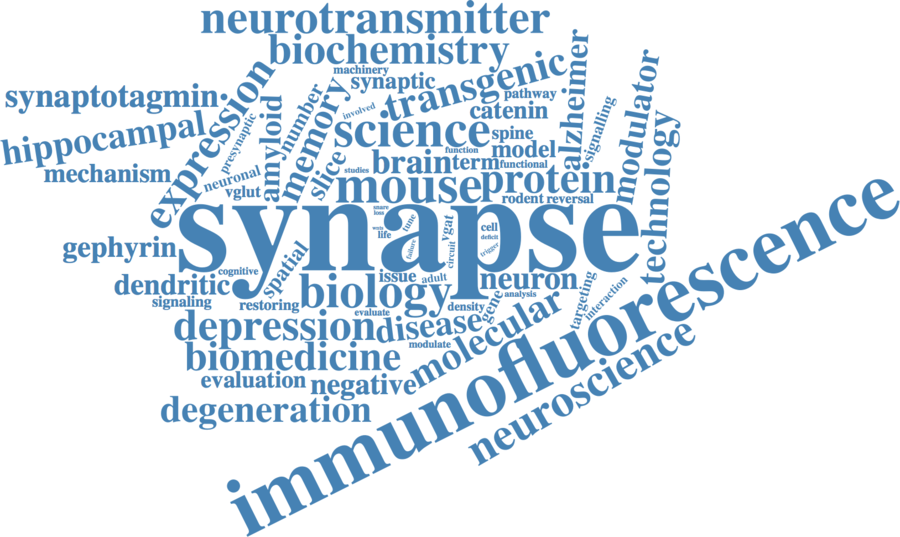 neurotransmitter
biochemistry
machinery
synaptic
transgenic
alzheimer
pathway
synaptotagmin
expression
number
memory
involved
catenin
signalling
modulator
amyloid
presynaptic
science
spine
hippocampal
function
model
technology
slice
brain
term
functional
mechanism
neuronal
studies
vglut
mouse
protein
rodent
reversal
synapse
snare
loss
tune
vgat
cell
wnts
life
deficit
gephyrin
failure
circuit
trigger
spatial
cognitive
issue
adult
neuron
dendritic
biology
gene
analysis
targeting
interaction
signaling
restoring
density
evaluate
depression
disease
molecular
modulate
immunofluorescence
biomedicine
neuroscience
evaluation
negative
degeneration